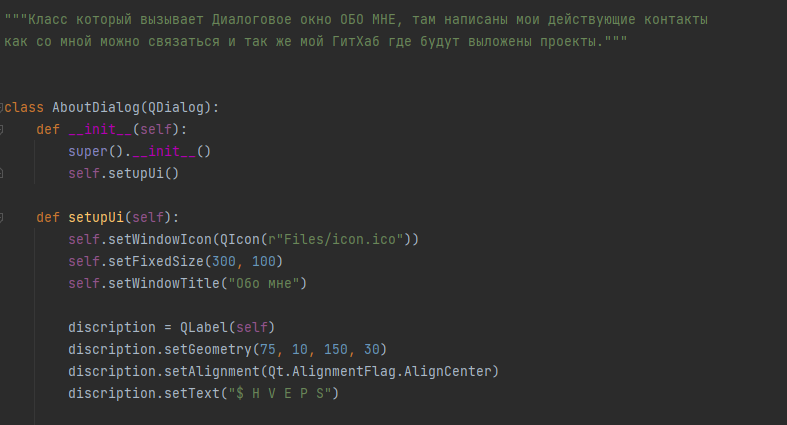 """Класс который вызывает Диалоговое окно ОБО МНЕ, там написаны мои действующие контакты
как со мной можно связаться и так же мой ГитХаб где будут выложены проекты."""
class AboutDialog(QDialog):
    def __init__(self):
        super().__init__()
        self.setupUi()
    def setupUi(self):
        self.setWindowIcon(QIcon(r"Files/icon.ico"))
        self.setFixedSize(300, 100)
        self.setWindowTitle("Обо мне")
        discription = QLabel(self)
        discription.setGeometry(75, 10, 150, 30)
        discription.setAlignment(Qt.AlignmentFlag.AlignCenter)
        discription.setText("$ H V E P S")